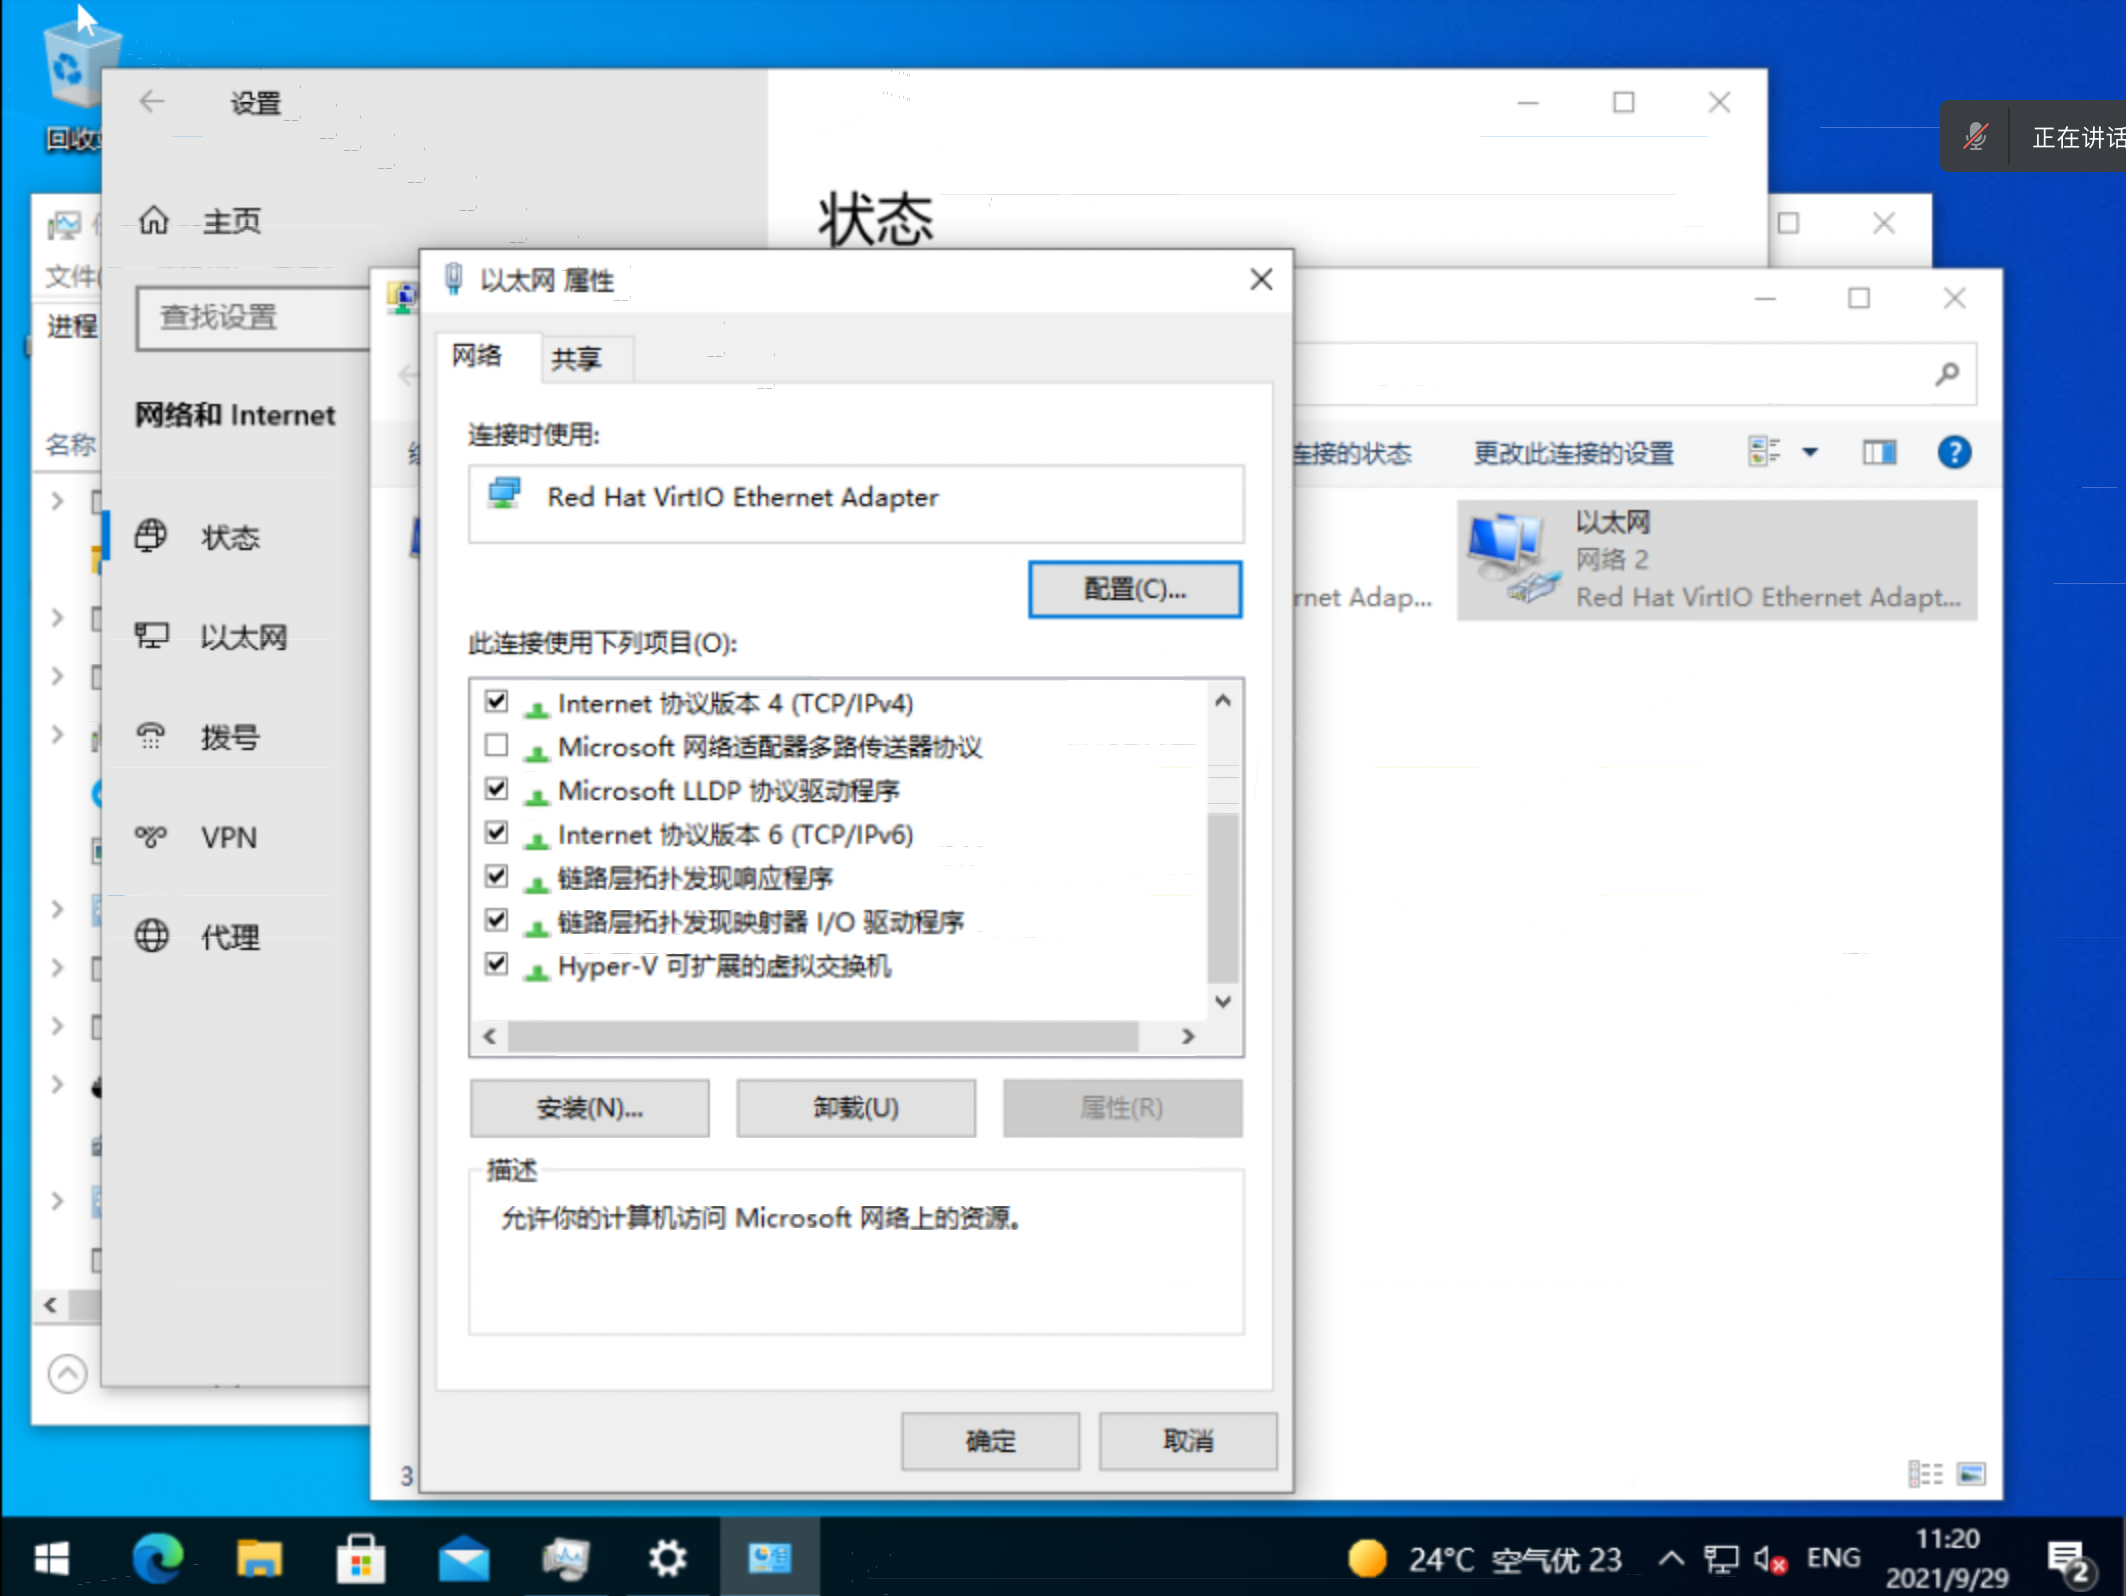 设置
正在讲话
主页
状态
文件(
以太网 属性
查找设置
进程
网络
共享
网络和 Internet
连接时使用:
名称
连接的状态
更改此连接的设置
Red Hat VirtIO Ethernet Adapter
状态
以太网
网络 2
rnet Adap...
Red Hat VirtIO Ethernet Adapt...
配置(C)...
以太网
此连接使用下列项目(O):
Internet 协议版本 4 (TCP/IPv4)
拨号
Microsoft 网络适配器多路传送器协议
Microsoft LLDP 协议驱动程序
VPN
Internet 协议版本 6 (TCP/IPv6)
链路层拓扑发现响应程序
代理
链路层拓扑发现映射器 I/O 驱动程序
Hyper-V 可扩展的虚拟交换机
安装(N)...
卸载(U)
属性(R)
描述
允许你的计算机访问 Microsoft 网络上的资源。
确定
取消
3
24°C 空气优 23
ENG
11:20
2021/9/29
2